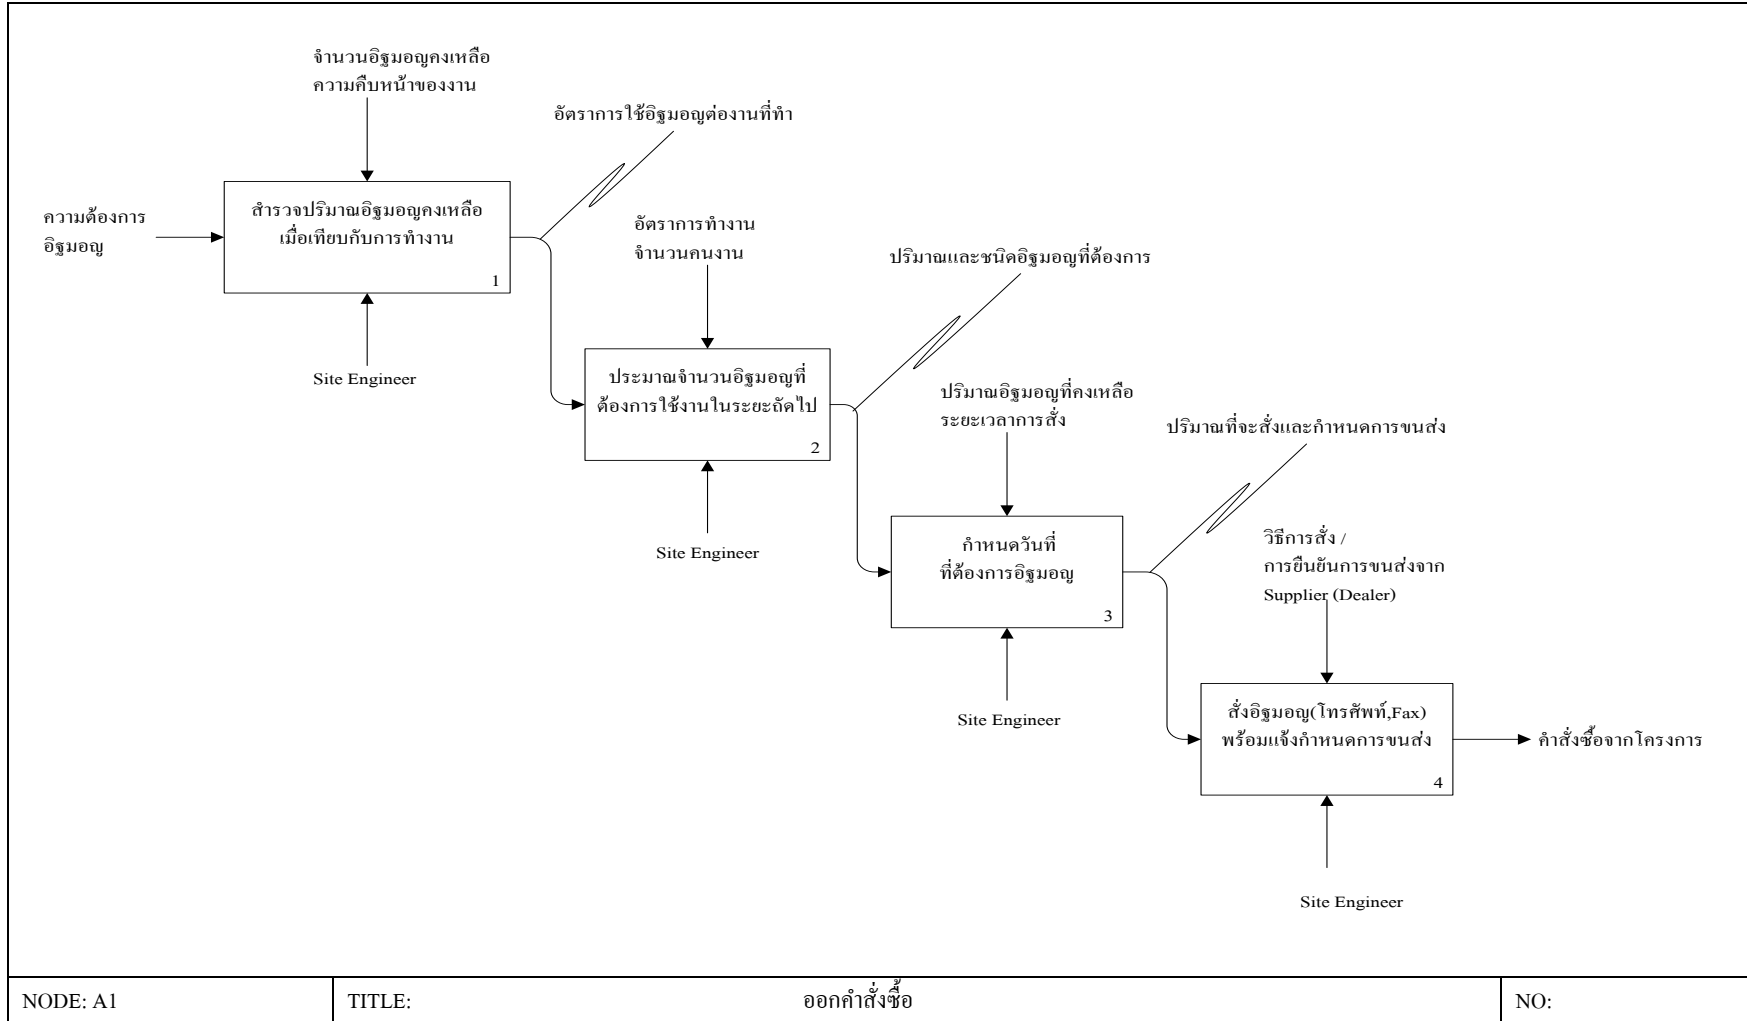 จำนวนอิฐมอญคงเหลือ
ความคืบหน้าของงาน
อัตราการใช้อิฐมอญต่องานที่ทำ
ความต้องการ
อิฐมอญ
สำรวจปริมาณอิฐมอญคงเหลือ
เมื่อเทียบกับการทำงาน
1
Site Engineer
อัตราการทำงาน
จำนวนคนงาน
ปริมาณและชนิดอิฐมอญที่ต้องการ
ประมาณจำนวนอิฐมอญที่
ต้องการใช้งานในระยะถัดไป
2
Site Engineer
ปริมาณอิฐมอญที่คงเหลือ
ระยะเวลาการสั่ง
ปริมาณที่จะสั่งและกำหนดการขนส่ง
กำหนดวันที่
ที่ต้องการอิฐมอญ
3
Site Engineer
วิธีการสั่ง /
การยืนยันการขนส่งจาก
Supplier (Dealer)
สั่งอิฐมอญ(โทรศัพท์,Fax)
พร้อมแจ้งกำหนดการขนส่ง
4
คำสั่งซื้อจากโครงการ
Site Engineer
NODE: A1
TITLE:
ออกคำสั่งซื้อ
NO: